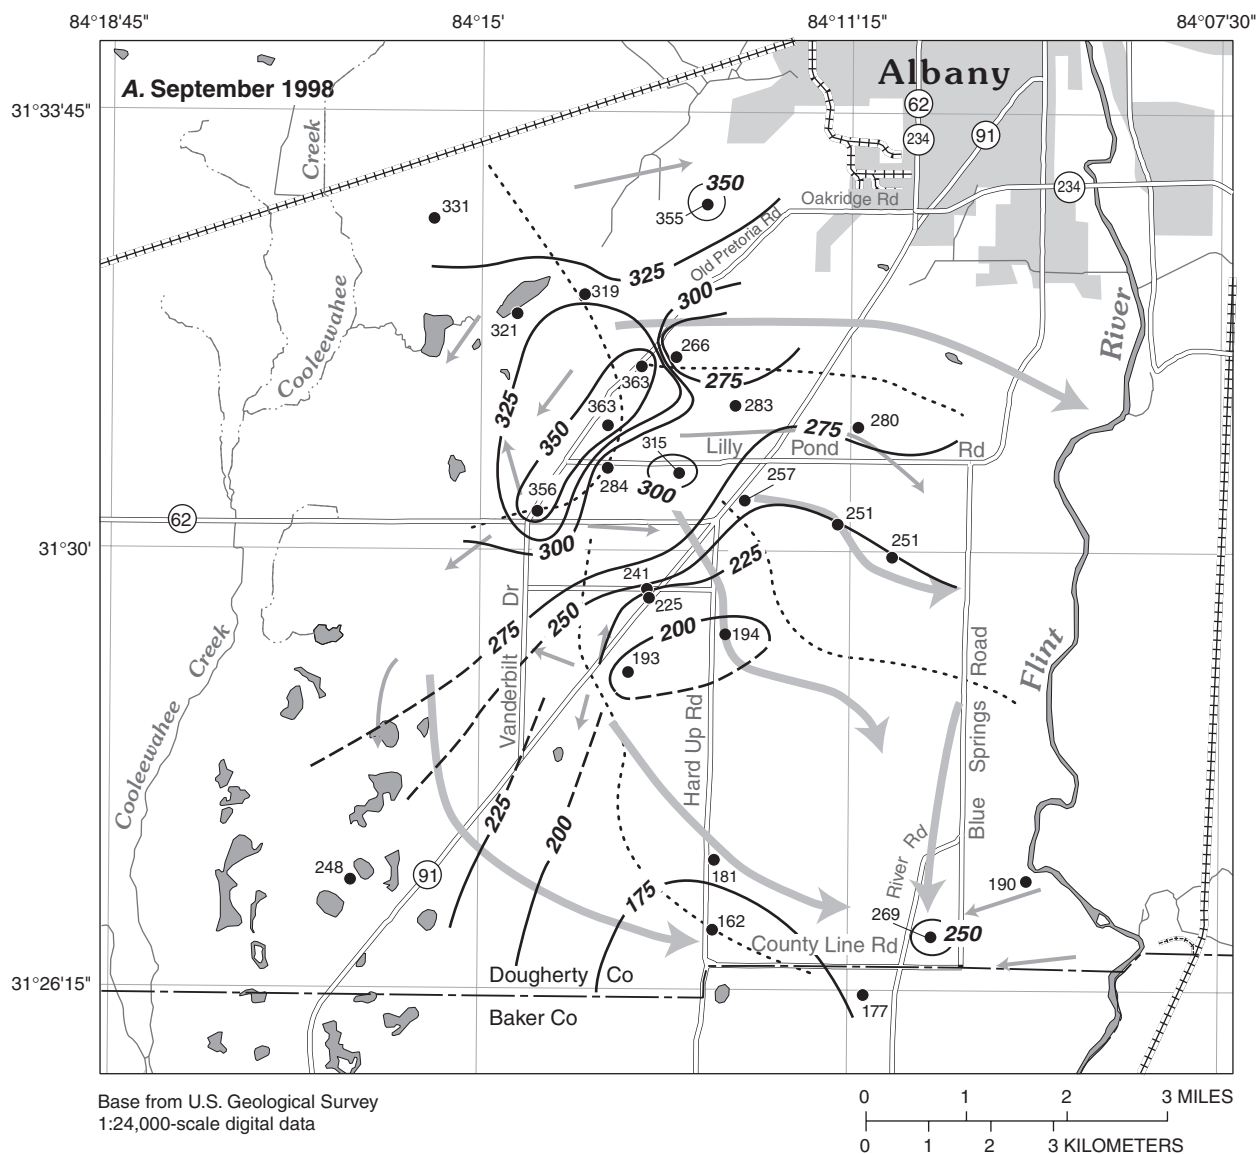 84°18'45"
84°15'
84°11'15"
84°07'30"
A. September 1998
Albany
31°33'45"
62
234
91
Creek
234
350
331
355
Oakridge Rd
Old Pretoria Rd
325
Cooleewahee
319
300
321
River
266
363
275
325
363
283
350
315
275
280
Lilly Pond Rd
300
257
356
284
62
251
31°30'
300
251
225
241
225
Dr
250
275
200
194
Creek
193
Road
Flint
Vanderbilt
Springs
Hard Up Rd
Cooleewahee
Blue
225
200
River Rd
248
91
181
190
175
162
269
250
County Line Rd
Dougherty Co
31°26'15"
177
Baker Co
Base from U.S. Geological Survey
1:24,000-scale digital data
0 1 2 3 MILES
0 1 2 3 KILOMETERS